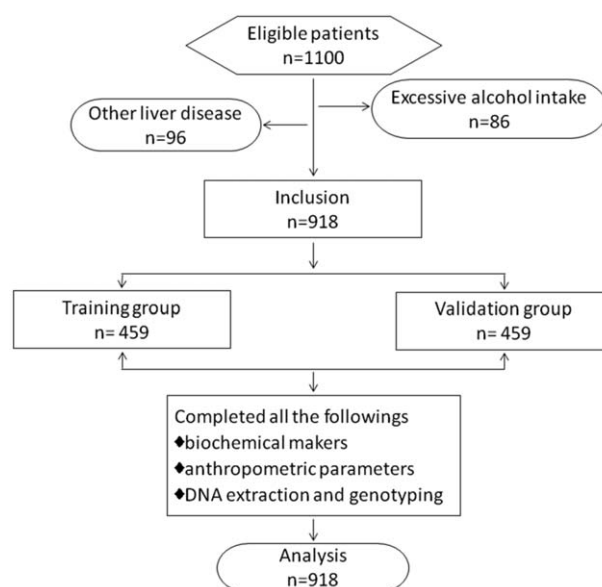 Eligible patients
n=1100
Excessive alcohol intake
n=86
Other liver disease
n=96
Inclusion
n=918
Training group
n= 459
Validation group
n= 459
Completed all the followings
◆biochemical makers
◆anthropometric parameters
◆DNA extraction and genotyping
Analysis
n=918